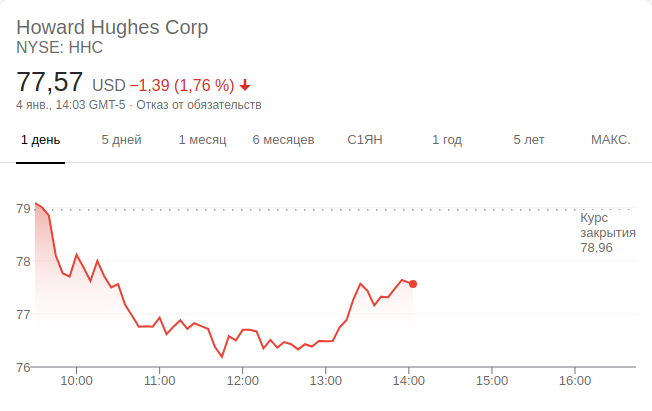 Howard Hughes Corp
NYSE: HHC
77,57 USD −1,39 (1,76 %)
4 янв., 14:03 GMT-5 · Отказ от обязательств
1 день 5 дней 1 месяц 6 месяцев С1ЯН 1 год 5 лет МАКС.
79
Курс
закрытия
78,96
78
77
76
10:00 11:00 12:00 13:00 14:00 15:00 16:00